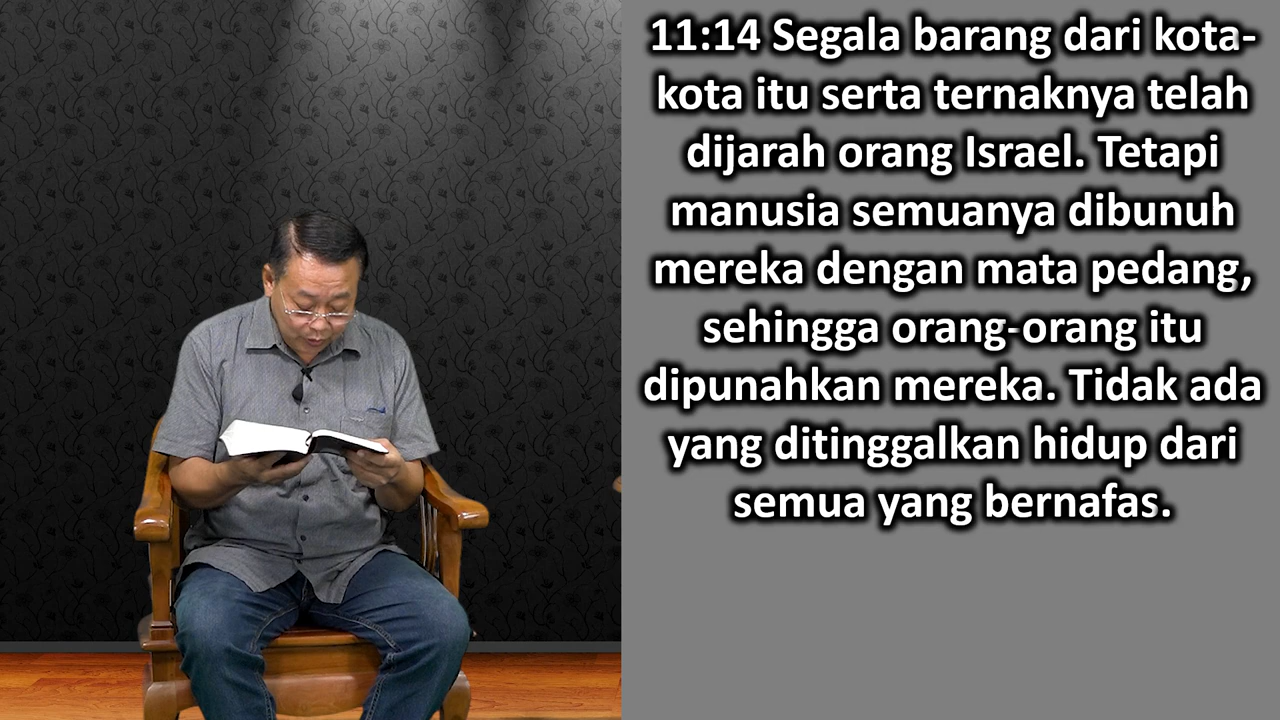 11:14 Segala barang dari kota-
kota itu serta ternaknya telah
dijarah orang Israel. Tetapi
manusia semuanya dibunuh
mereka dengan mata pedang,
sehingga orang-orang itu
dipunahkan mereka. Tidak ada
yang ditinggalkan hidup dari
semua yang bernafas.